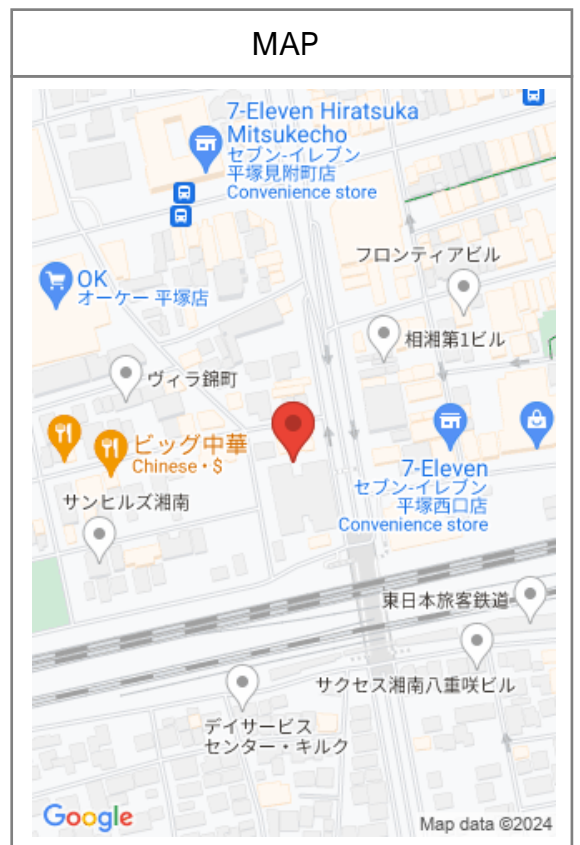 MAP
7-Eleven Hiratsuka
Mitsukecho
セブン-イレブン
平塚見附町店
Convenience store
フロンティアビル
OK
オーケー 平塚店
相湘第1ビル
ヴィラ錦町
ビッグ中華
Chinese・$
7-Eleven
セブン-イレブン
平塚西口店
Convenience store
サンヒルズ湘南
東日本旅客鉄道
サクセス湘南八重咲ビル
デイサービス
センター・キルク
Google
Map data ©2024